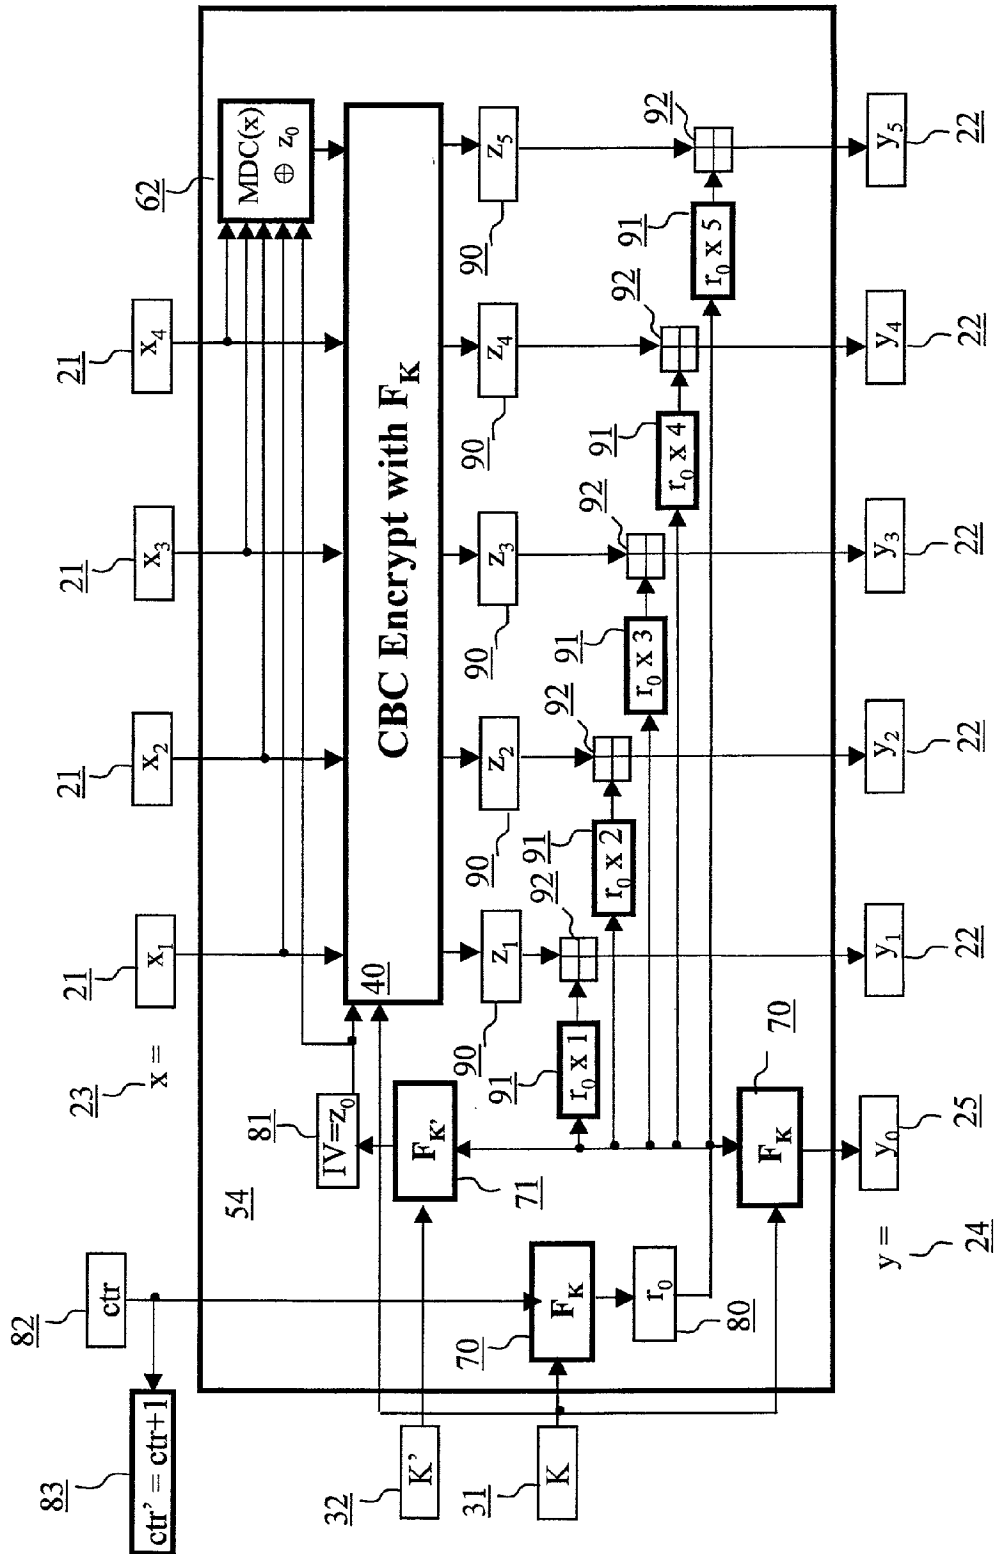 83
ctr' = ctr+1
82
ctr
23
x =
21
x₁
21
x₂
21
x₃
21
x₄
54
81
IV=z₀
62
MDC(x)
⊕ z₀
40
CBC Encrypt with F_K
32
K'
F_K'
71
31
K
70
F_K
r₀
80
90
z₁
90
z₂
90
z₃
90
z₄
90
z₅
91
r₀ x 1
92
91
r₀ x 2
92
91
r₀ x 3
92
91
r₀ x 4
92
91
r₀ x 5
92
70
F_K
y =
24
y₀
25
y₁
22
y₂
22
y₃
22
y₄
22
y₅
22